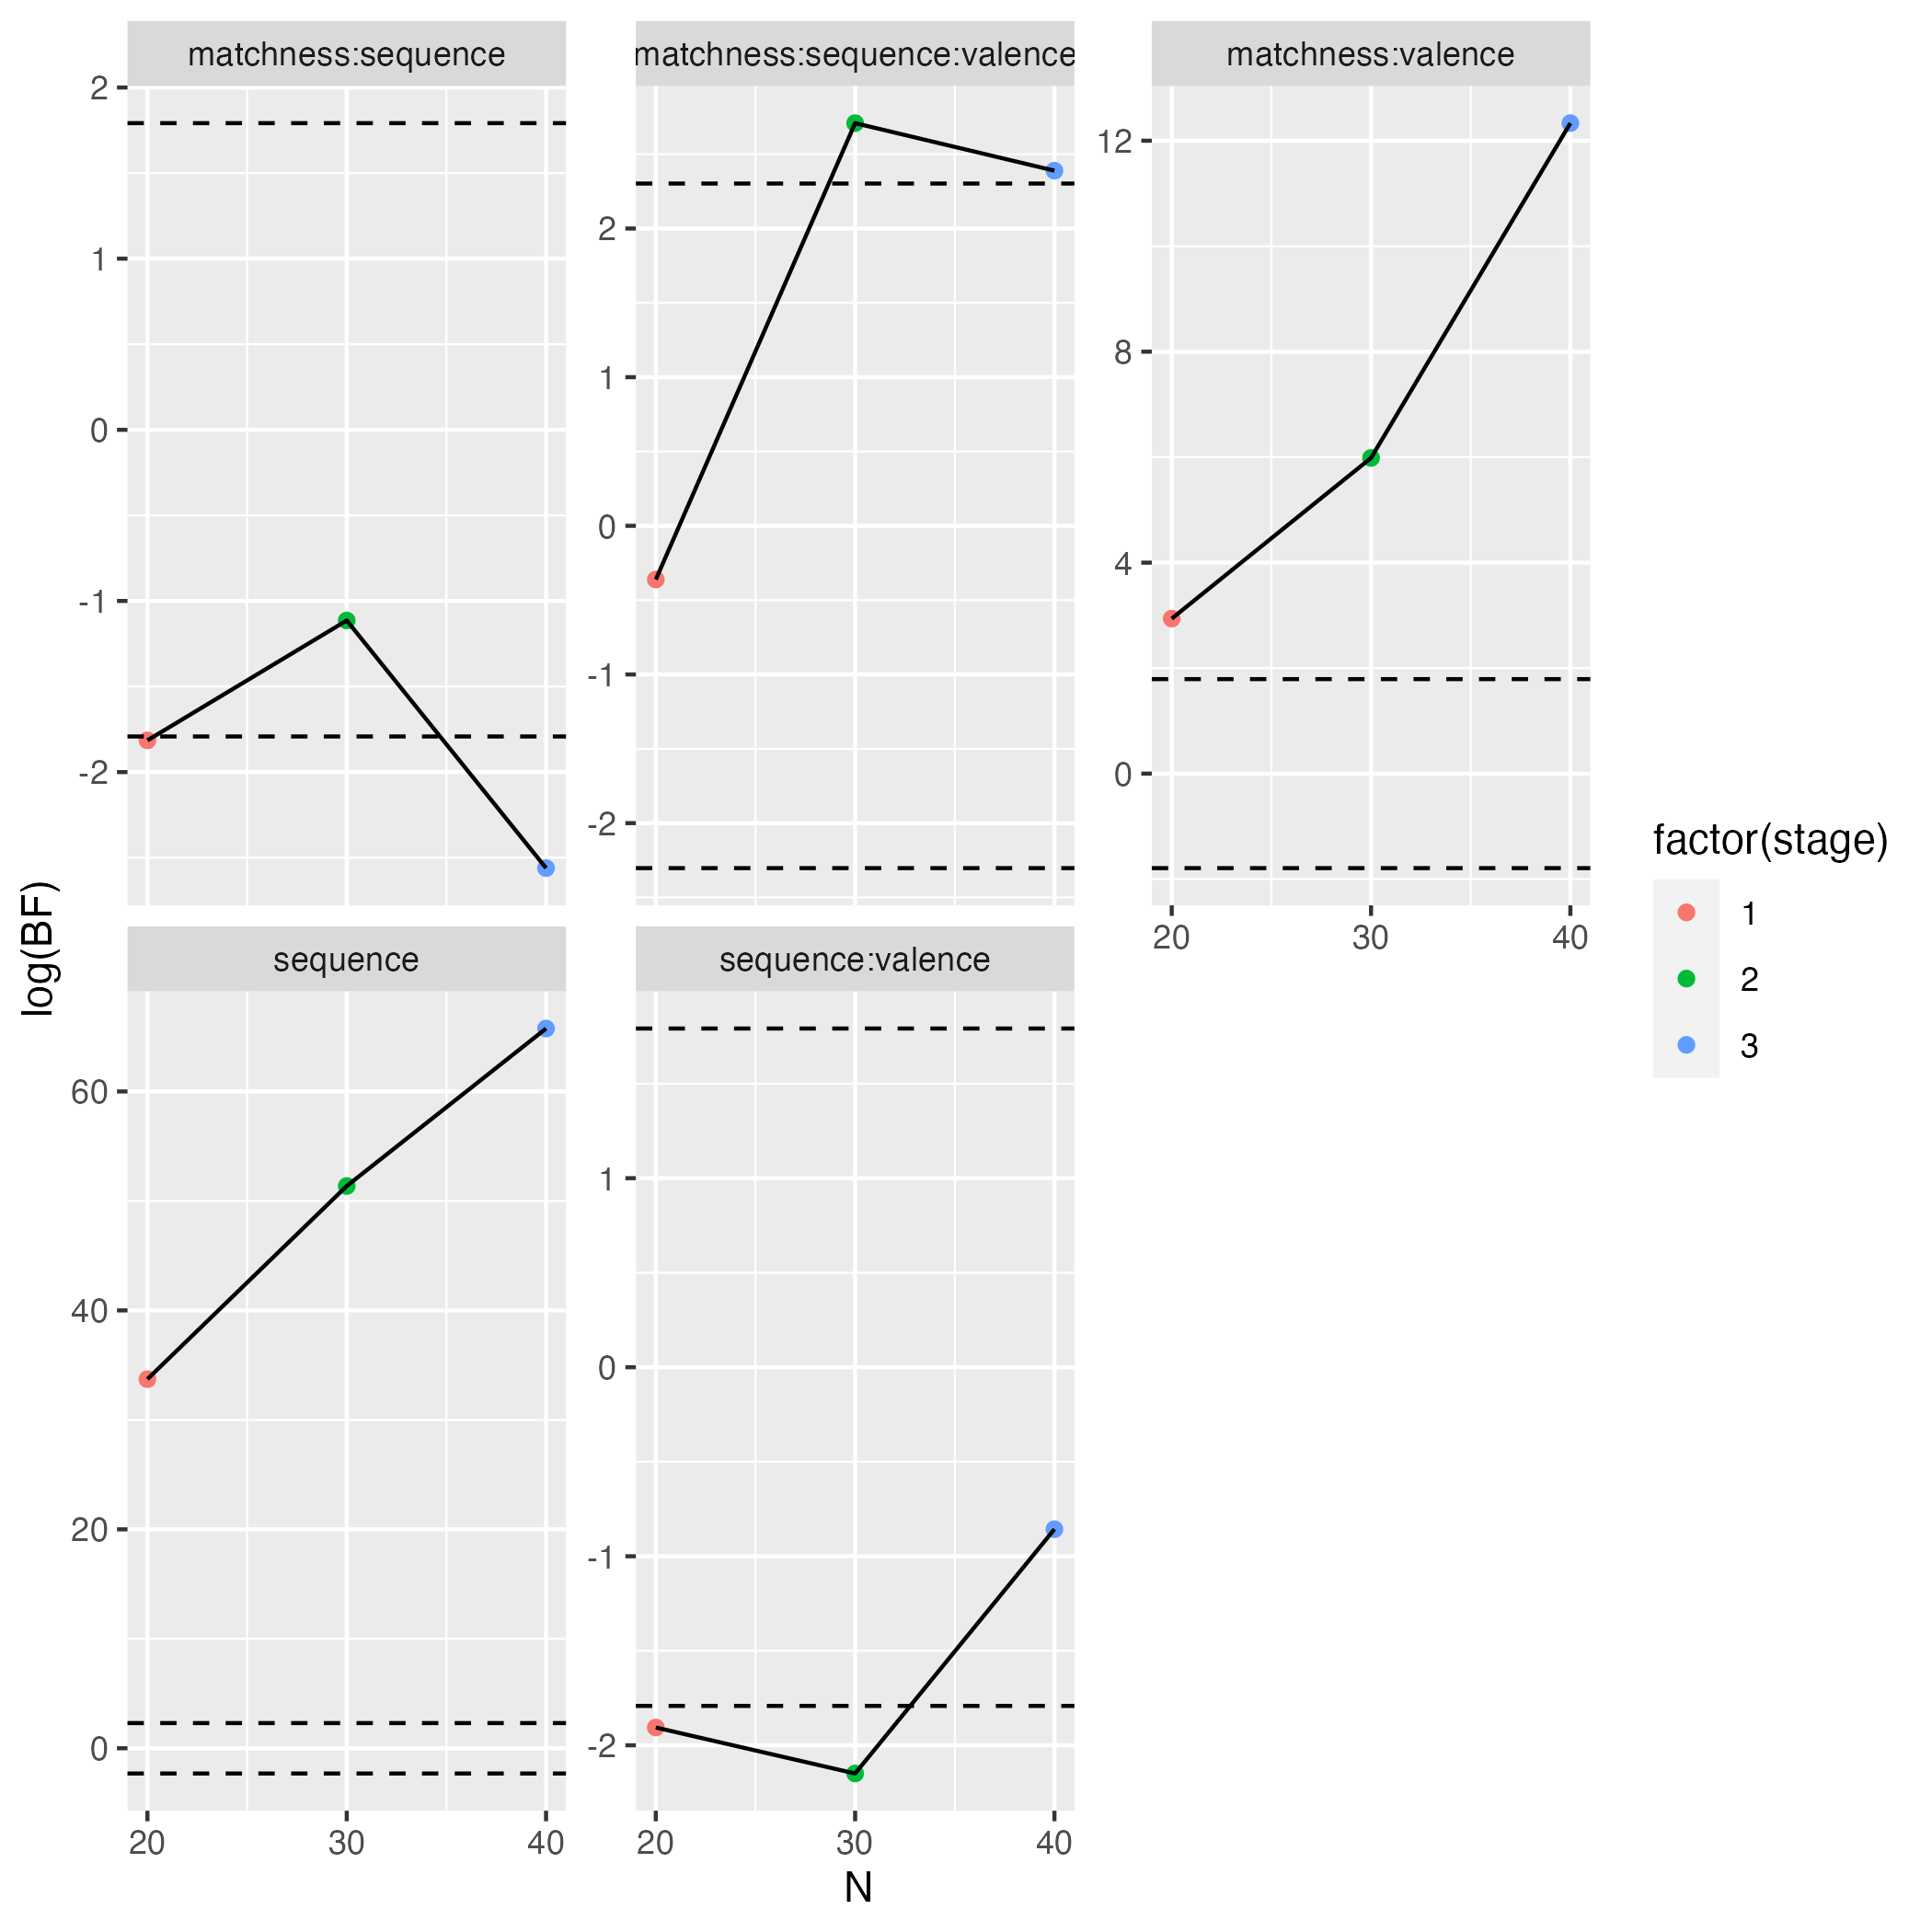 matchness:sequence
matchness:sequence:valence
matchness:valence
2
1
0
-1
-2
2
1
0
-1
-2
12
8
4
0
20 30 40
log(BF)
sequence
sequence:valence
60
40
20
0
1
0
-1
-2
20 30 40
20 30 40
N
factor(stage)
1
2
3